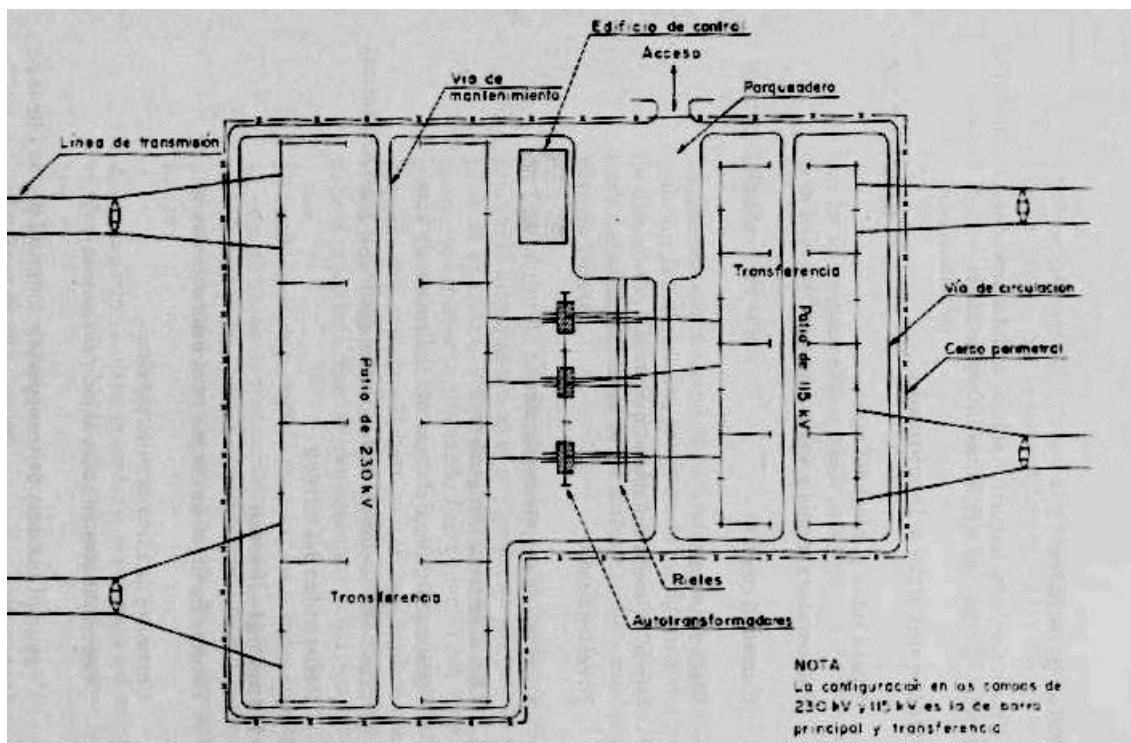 Edificio de control
Acceso
Vía de
mantenimiento
Parqueadero
Línea de transmisión
Transferencia
Vía de circulación
Patio de 115 kV
Cerco perimetral
Patio de 230 kV
Transferencia
Rieles
Autotransformadores
NOTA
La configuración en los campos de
230 kV y 115 kV es la de barra
principal y transferencia